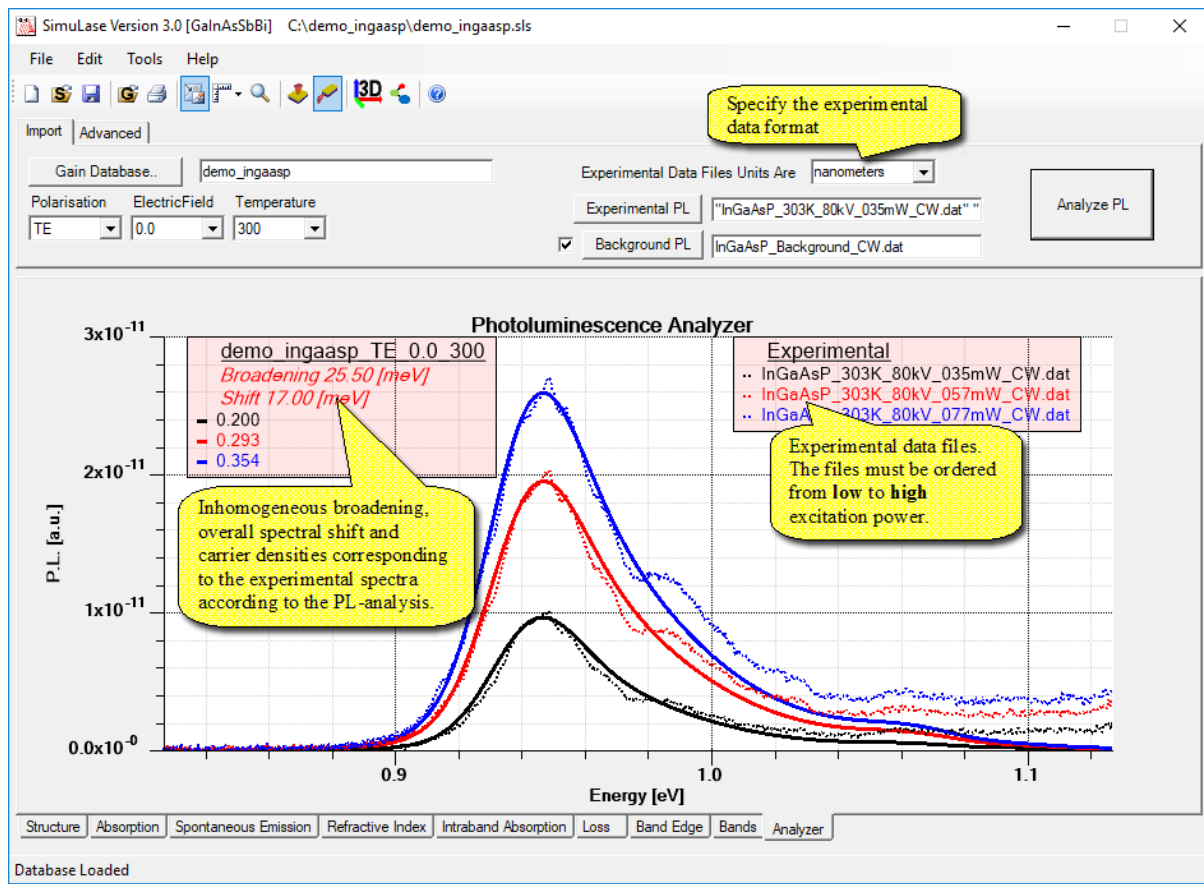 SimuLase Version 3.0 [GaInAsSbBi] C:\demo_ingaasp\demo_ingaasp.sls
File Edit Tools Help
3D
Import Advanced
Specify the experimental
data format
Gain Database.. demo_ingaasp
Experimental Data Files Units Are nanometers
Polarisation ElectricField Temperature
TE 0.0 300
Experimental PL "InGaAsP_303K_80kV_035mW_CW.dat" "
Background PL InGaAsP_Background_CW.dat
Analyze PL
Photoluminescence Analyzer
3x10-11
2x10-11
1x10-11
0.0x10-0
P.L. [a.u.]
demo_ingaasp_TE_0.0_300
Broadening 25.50 [meV]
Shift 17.00 [meV]
0.200
0.293
0.354
Experimental
InGaAsP_303K_80kV_035mW_CW.dat
InGaAsP_303K_80kV_057mW_CW.dat
InGaAsP_303K_80kV_077mW_CW.dat
Inhomogeneous broadening,
overall spectral shift and
carrier densities corresponding
to the experimental spectra
according to the PL-analysis.
Experimental data files.
The files must be ordered
from low to high
excitation power.
0.9 1.0 1.1
Energy [eV]
Structure Absorption Spontaneous Emission Refractive Index Intraband Absorption Loss Band Edge Bands Analyzer
Database Loaded